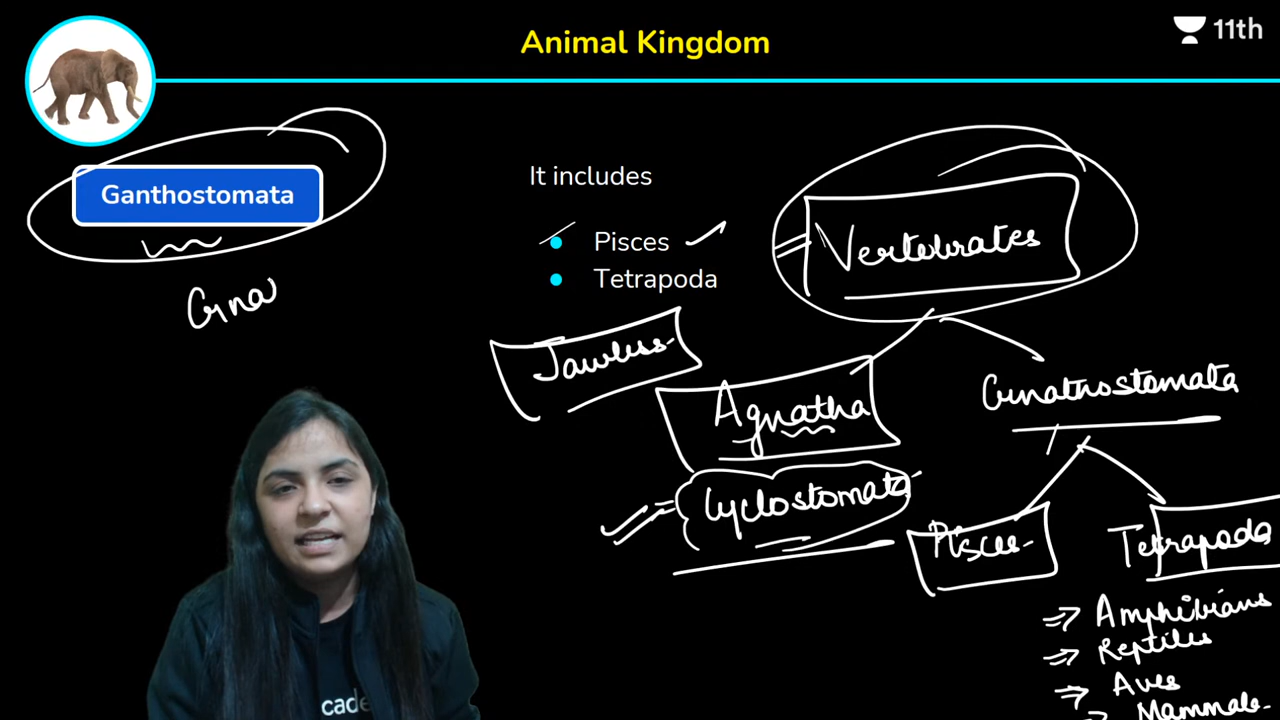 Animal Kingdom
11th
Ganthostomata
It includes
Pisces
Tetrapoda
Vertebrates
Gna
Jawless
Agnatha
Gnathostomata
Cyclostomata
Pisces
Tetrapoda
⇒ Amphibians
⇒ Reptiles
⇒ Aves
⇒ Mammals
cade